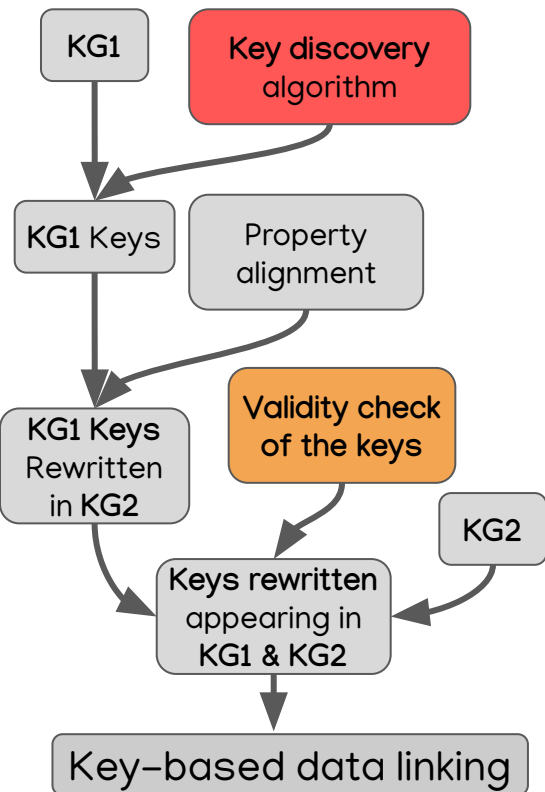 KG1
Key discovery
algorithm
KG1 Keys
Property
alignment
KG1 Keys
Rewritten
in KG2
Validity check
of the keys
KG2
Keys rewritten
appearing in
KG1 & KG2
Key-based data linking